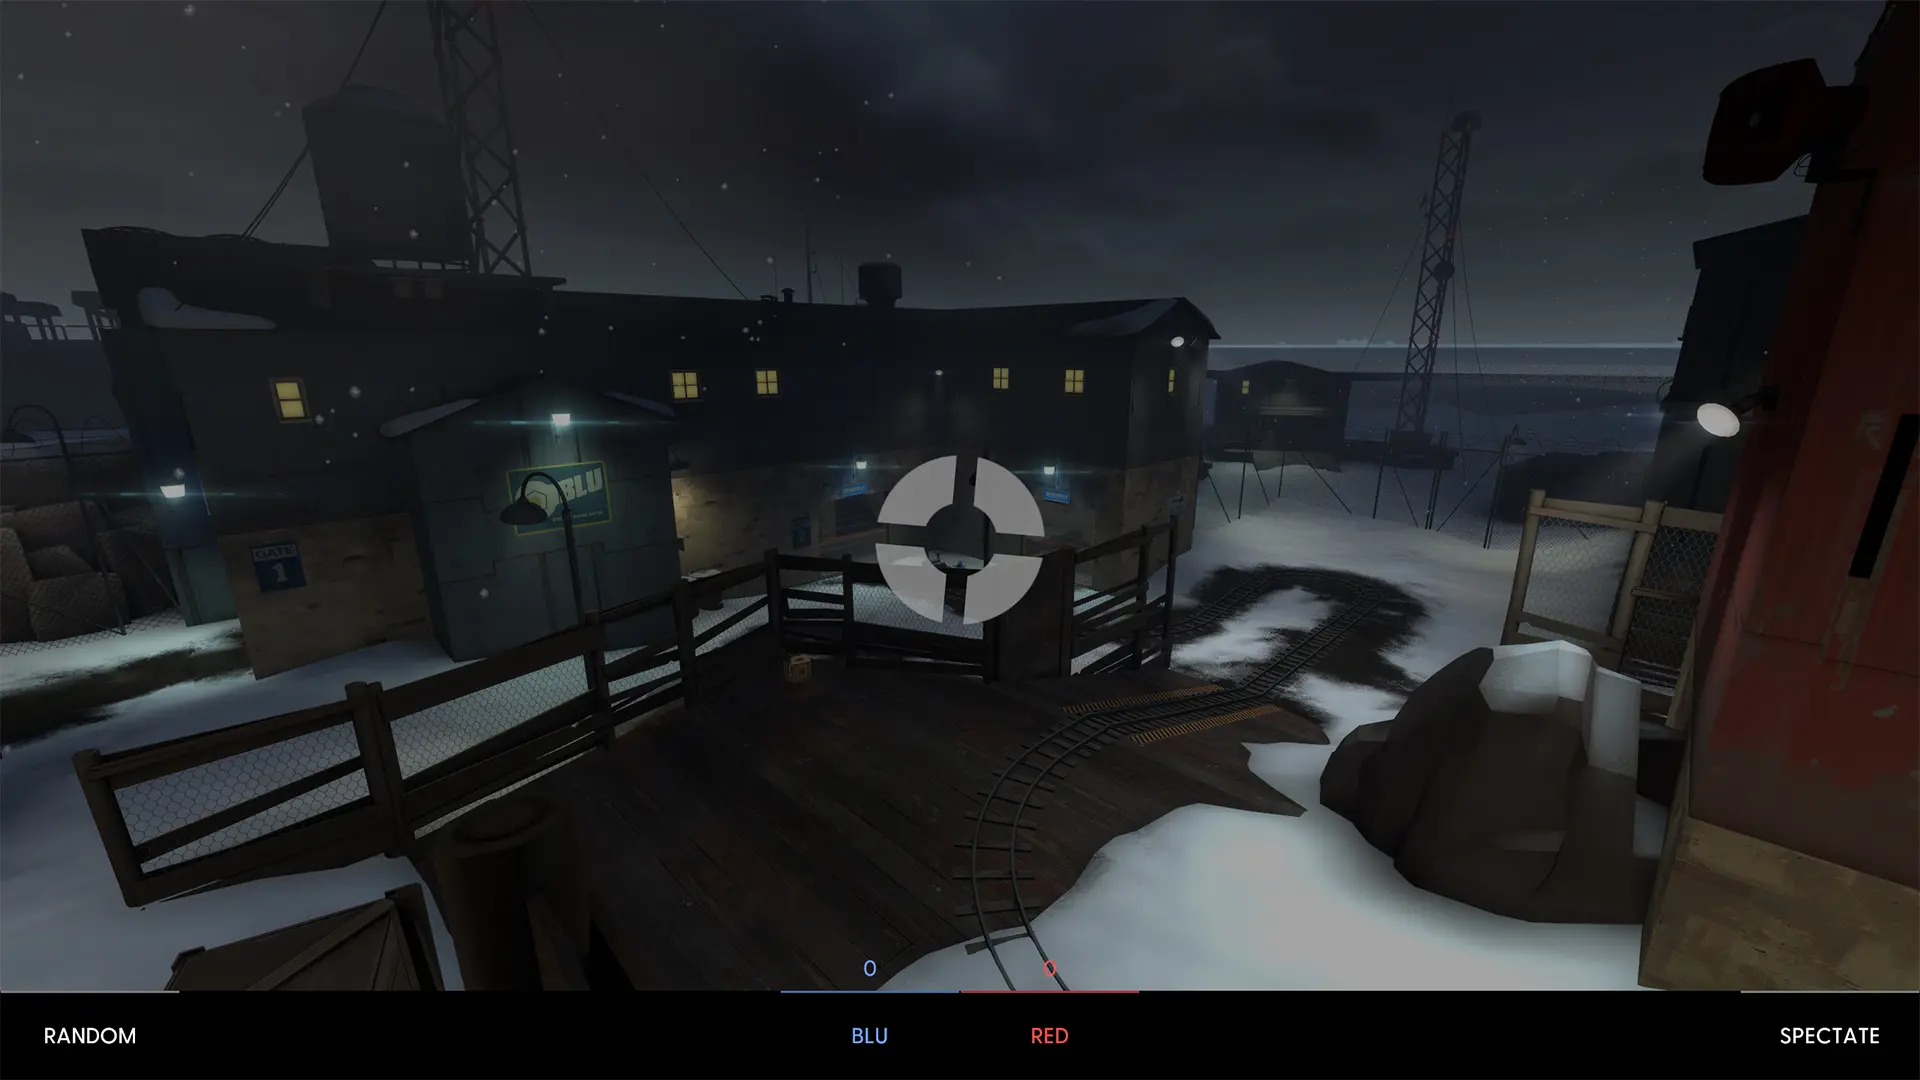 BLU
GATE
1
0
0
RANDOM
BLU
RED
SPECTATE